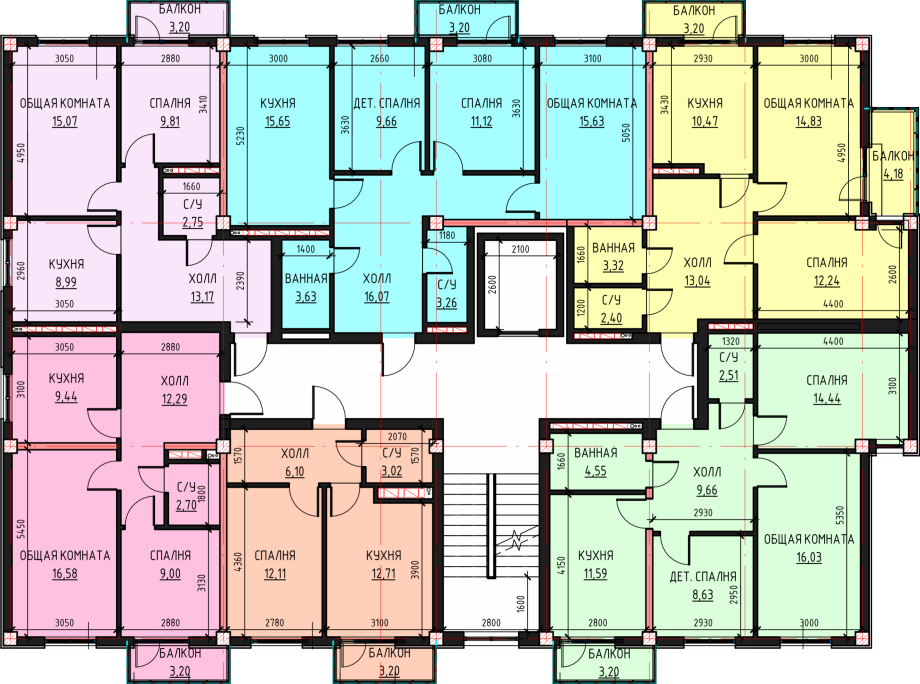 БАЛКОН
3,20
БАЛКОН
3,20
БАЛКОН
3,20
3050
2880
3000
2660
3080
3100
2930
3000
ОБЩАЯ КОМНАТА
15,07
4950
СПАЛНЯ
9,81
3410
КУХНЯ
15,65
5230
ДЕТ. СПАЛНЯ
9,66
3630
СПАЛНЯ
11,12
3630
ОБЩАЯ КОМНАТА
15,63
5050
КУХНЯ
10,47
3430
ОБЩАЯ КОМНАТА
14,83
4950
БАЛКОН
4,18
1660
С/У
2,75
КУХНЯ
8,99
2960
3050
ХОЛЛ
13,17
2390
1400
ВАННАЯ
3,63
ХОЛЛ
16,07
1180
С/У
3,26
2100
2600
ВАННАЯ
3,32
1660
С/У
2,40
1200
ХОЛЛ
13,04
СПАЛНЯ
12,24
2600
4400
3050
КУХНЯ
9,44
3100
2880
ХОЛЛ
12,29
1320
С/У
2,51
4400
СПАЛНЯ
14,44
3100
ХОЛЛ
6,10
1570
2070
С/У
3,02
1570
ВАННАЯ
4,55
1660
ХОЛЛ
9,66
2930
С/У
2,70
1800
ОБЩАЯ КОМНАТА
16,58
5450
3050
СПАЛНЯ
9,00
3130
2880
СПАЛНЯ
12,11
4360
2780
КУХНЯ
12,71
3900
3100
1600
2800
КУХНЯ
11,59
4150
2800
ДЕТ. СПАЛНЯ
8,63
2950
2930
ОБЩАЯ КОМНАТА
16,03
5350
3000
БАЛКОН
3,20
БАЛКОН
3,20
БАЛКОН
3,20